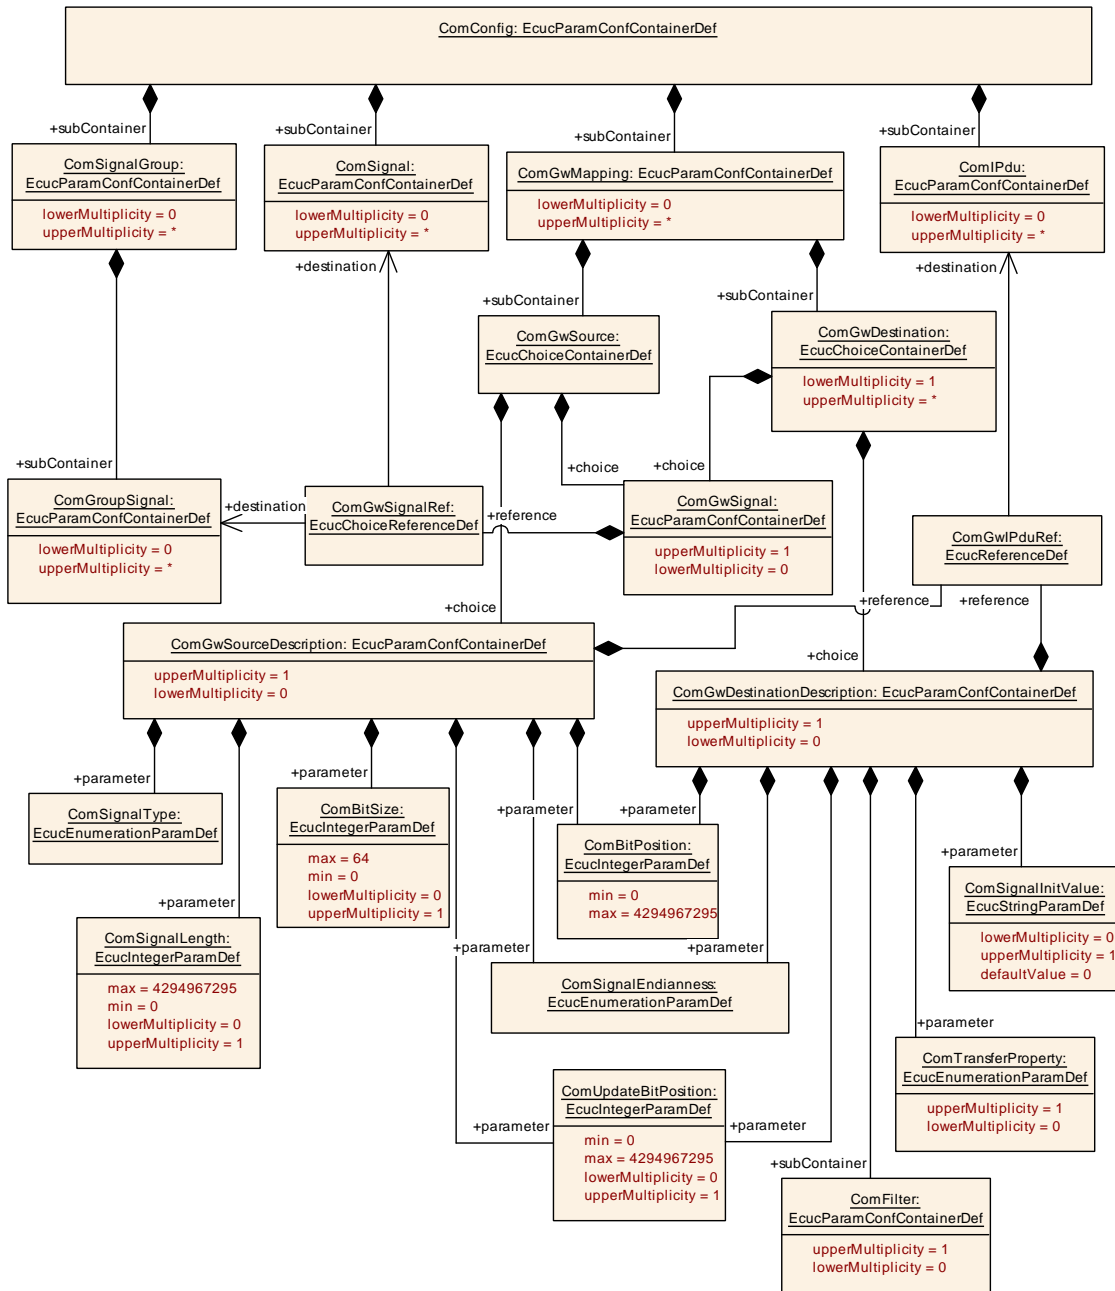 ComConfig: EcucParamConfContainerDef
+subContainer
+subContainer
+subContainer
+subContainer
ComSignalGroup:
EcucParamConfContainerDef
lowerMultiplicity = 0
upperMultiplicity = *
ComSignal:
EcucParamConfContainerDef
lowerMultiplicity = 0
upperMultiplicity = *
ComGwMapping: EcucParamConfContainerDef
lowerMultiplicity = 0
upperMultiplicity = *
ComIPdu:
EcucParamConfContainerDef
lowerMultiplicity = 0
upperMultiplicity = *
+destination
+destination
+subContainer
+subContainer
ComGwSource:
EcucChoiceContainerDef
ComGwDestination:
EcucChoiceContainerDef
lowerMultiplicity = 1
upperMultiplicity = *
+subContainer
+choice
+choice
ComGroupSignal:
EcucParamConfContainerDef
lowerMultiplicity = 0
upperMultiplicity = *
+destination
ComGwSignalRef:
EcucChoiceReferenceDef
+reference
ComGwSignal:
EcucParamConfContainerDef
upperMultiplicity = 1
lowerMultiplicity = 0
ComGwIPduRef:
EcucReferenceDef
+reference
+reference
+choice
ComGwSourceDescription: EcucParamConfContainerDef
upperMultiplicity = 1
lowerMultiplicity = 0
+choice
ComGwDestinationDescription: EcucParamConfContainerDef
upperMultiplicity = 1
lowerMultiplicity = 0
+parameter
+parameter
+parameter
+parameter
+parameter
ComSignalType:
EcucEnumerationParamDef
ComBitSize:
EcucIntegerParamDef
max = 64
min = 0
lowerMultiplicity = 0
upperMultiplicity = 1
ComBitPosition:
EcucIntegerParamDef
min = 0
max = 4294967295
ComSignalInitValue:
EcucStringParamDef
lowerMultiplicity = 0
upperMultiplicity = 1
defaultValue = 0
+parameter
ComSignalLength:
EcucIntegerParamDef
max = 4294967295
min = 0
lowerMultiplicity = 0
upperMultiplicity = 1
+parameter
+parameter
ComSignalEndianness:
EcucEnumerationParamDef
+parameter
ComTransferProperty:
EcucEnumerationParamDef
upperMultiplicity = 1
lowerMultiplicity = 0
ComUpdateBitPosition:
EcucIntegerParamDef
min = 0
max = 4294967295
lowerMultiplicity = 0
upperMultiplicity = 1
+parameter
+parameter
+subContainer
ComFilter:
EcucParamConfContainerDef
upperMultiplicity = 1
lowerMultiplicity = 0